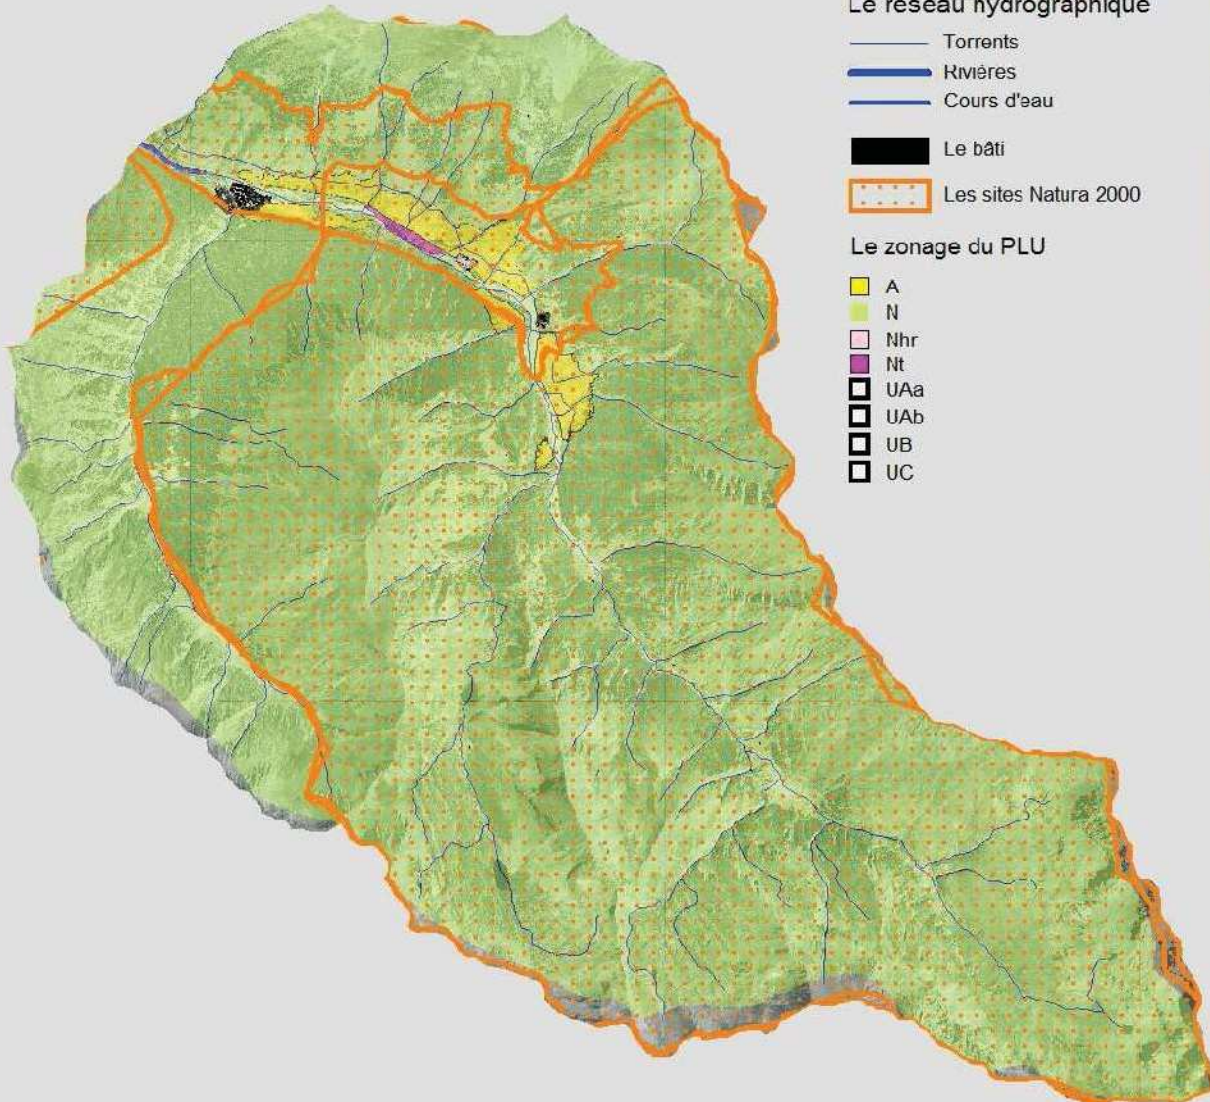 Le réseau hydrographique
Torrents
Rivières
Cours d'eau
Le bâti
Les sites Natura 2000
Le zonage du PLU
A
N
Nhr
Nt
UAa
UAb
UB
UC